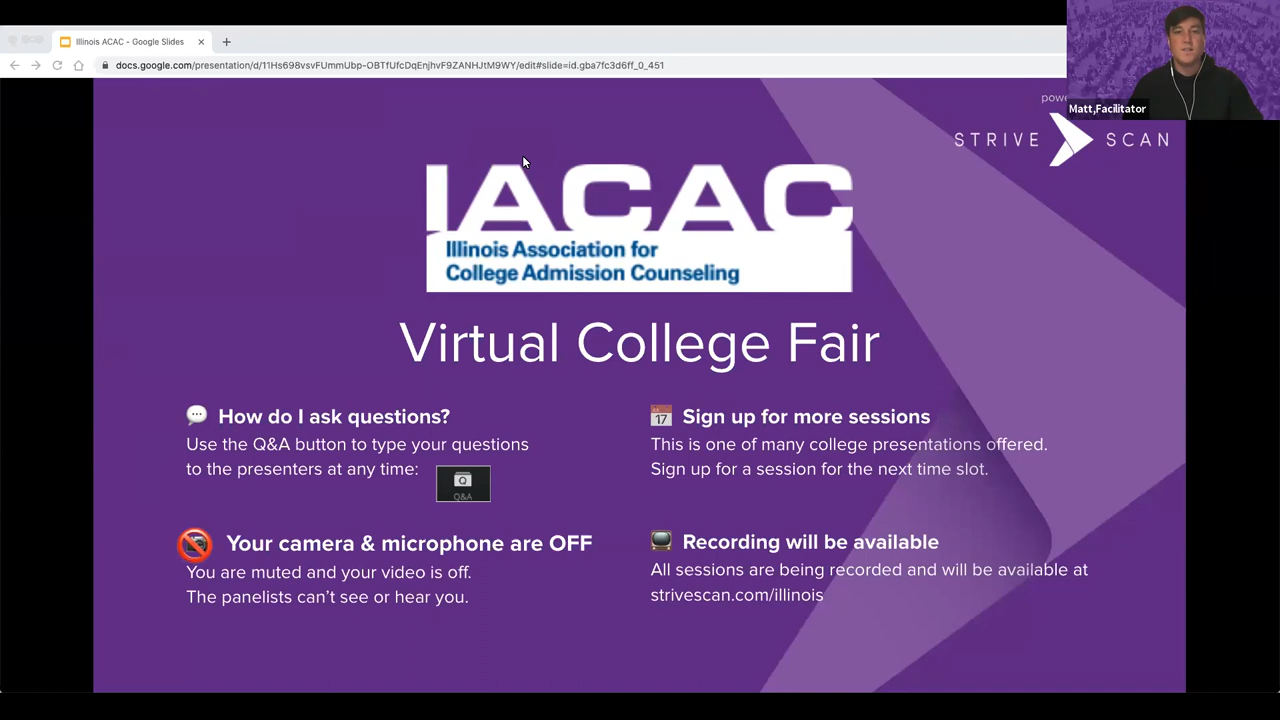 Illinois ACAC - Google Slides
docs.google.com/presentation/d/11Hs698vsvFUmmUbp-OBTfUfcDqEnjhvF9ZANHJtM9WY/edit#slide=id.gba7fc3d6ff_0_451
Matt,Facilitator
STRIVE SCAN
IACAC
Illinois Association for
College Admission Counseling
Virtual College Fair
How do I ask questions?
Use the Q&A button to type your questions
to the presenters at any time:
Q&A
17 Sign up for more sessions
This is one of many college presentations offered.
Sign up for a session for the next time slot.
Your camera & microphone are OFF
You are muted and your video is off.
The panelists can’t see or hear you.
Recording will be available
All sessions are being recorded and will be available at
strivescan.com/illinois